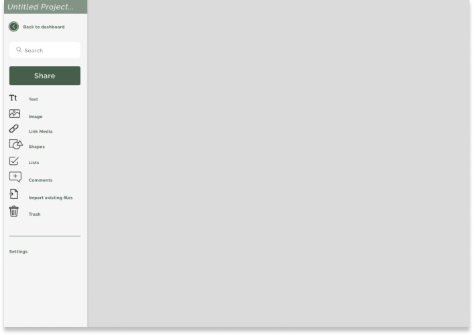 Untitled Project...
Back to dashboard
Search
Share
Tt
Text
Image
Link Media
Shapes
Lists
Comments
Import existing files
Trash
Settings